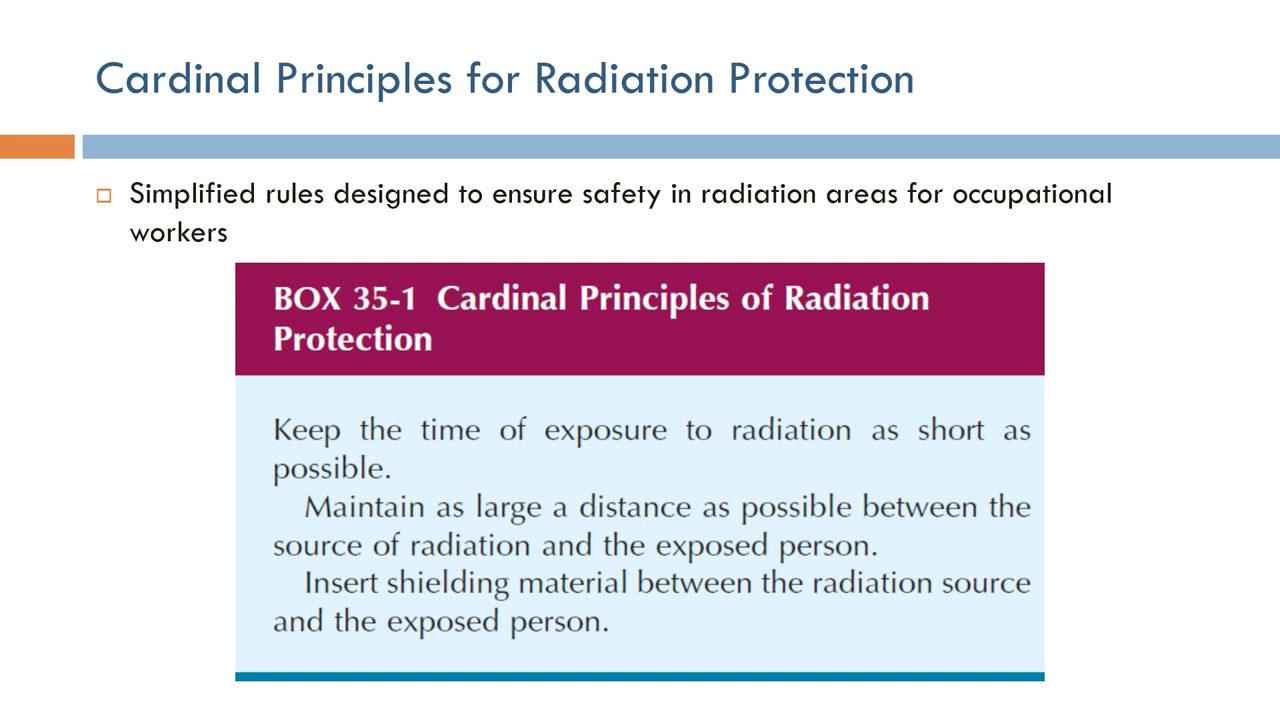 Cardinal Principles for Radiation Protection
Simplified rules designed to ensure safety in radiation areas for occupational
workers
BOX 35-1 Cardinal Principles of Radiation
Protection
Keep the time of exposure to radiation as short as
possible.
Maintain as large a distance as possible between the
source of radiation and the exposed person.
Insert shielding material between the radiation source
and the exposed person.